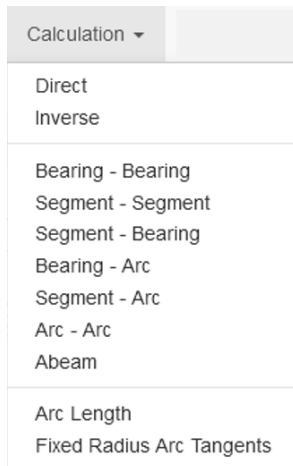 Calculation
Direct
Inverse
Bearing - Bearing
Segment - Segment
Segment - Bearing
Bearing - Arc
Segment - Arc
Arc - Arc
Abeam
Arc Length
Fixed Radius Arc Tangents